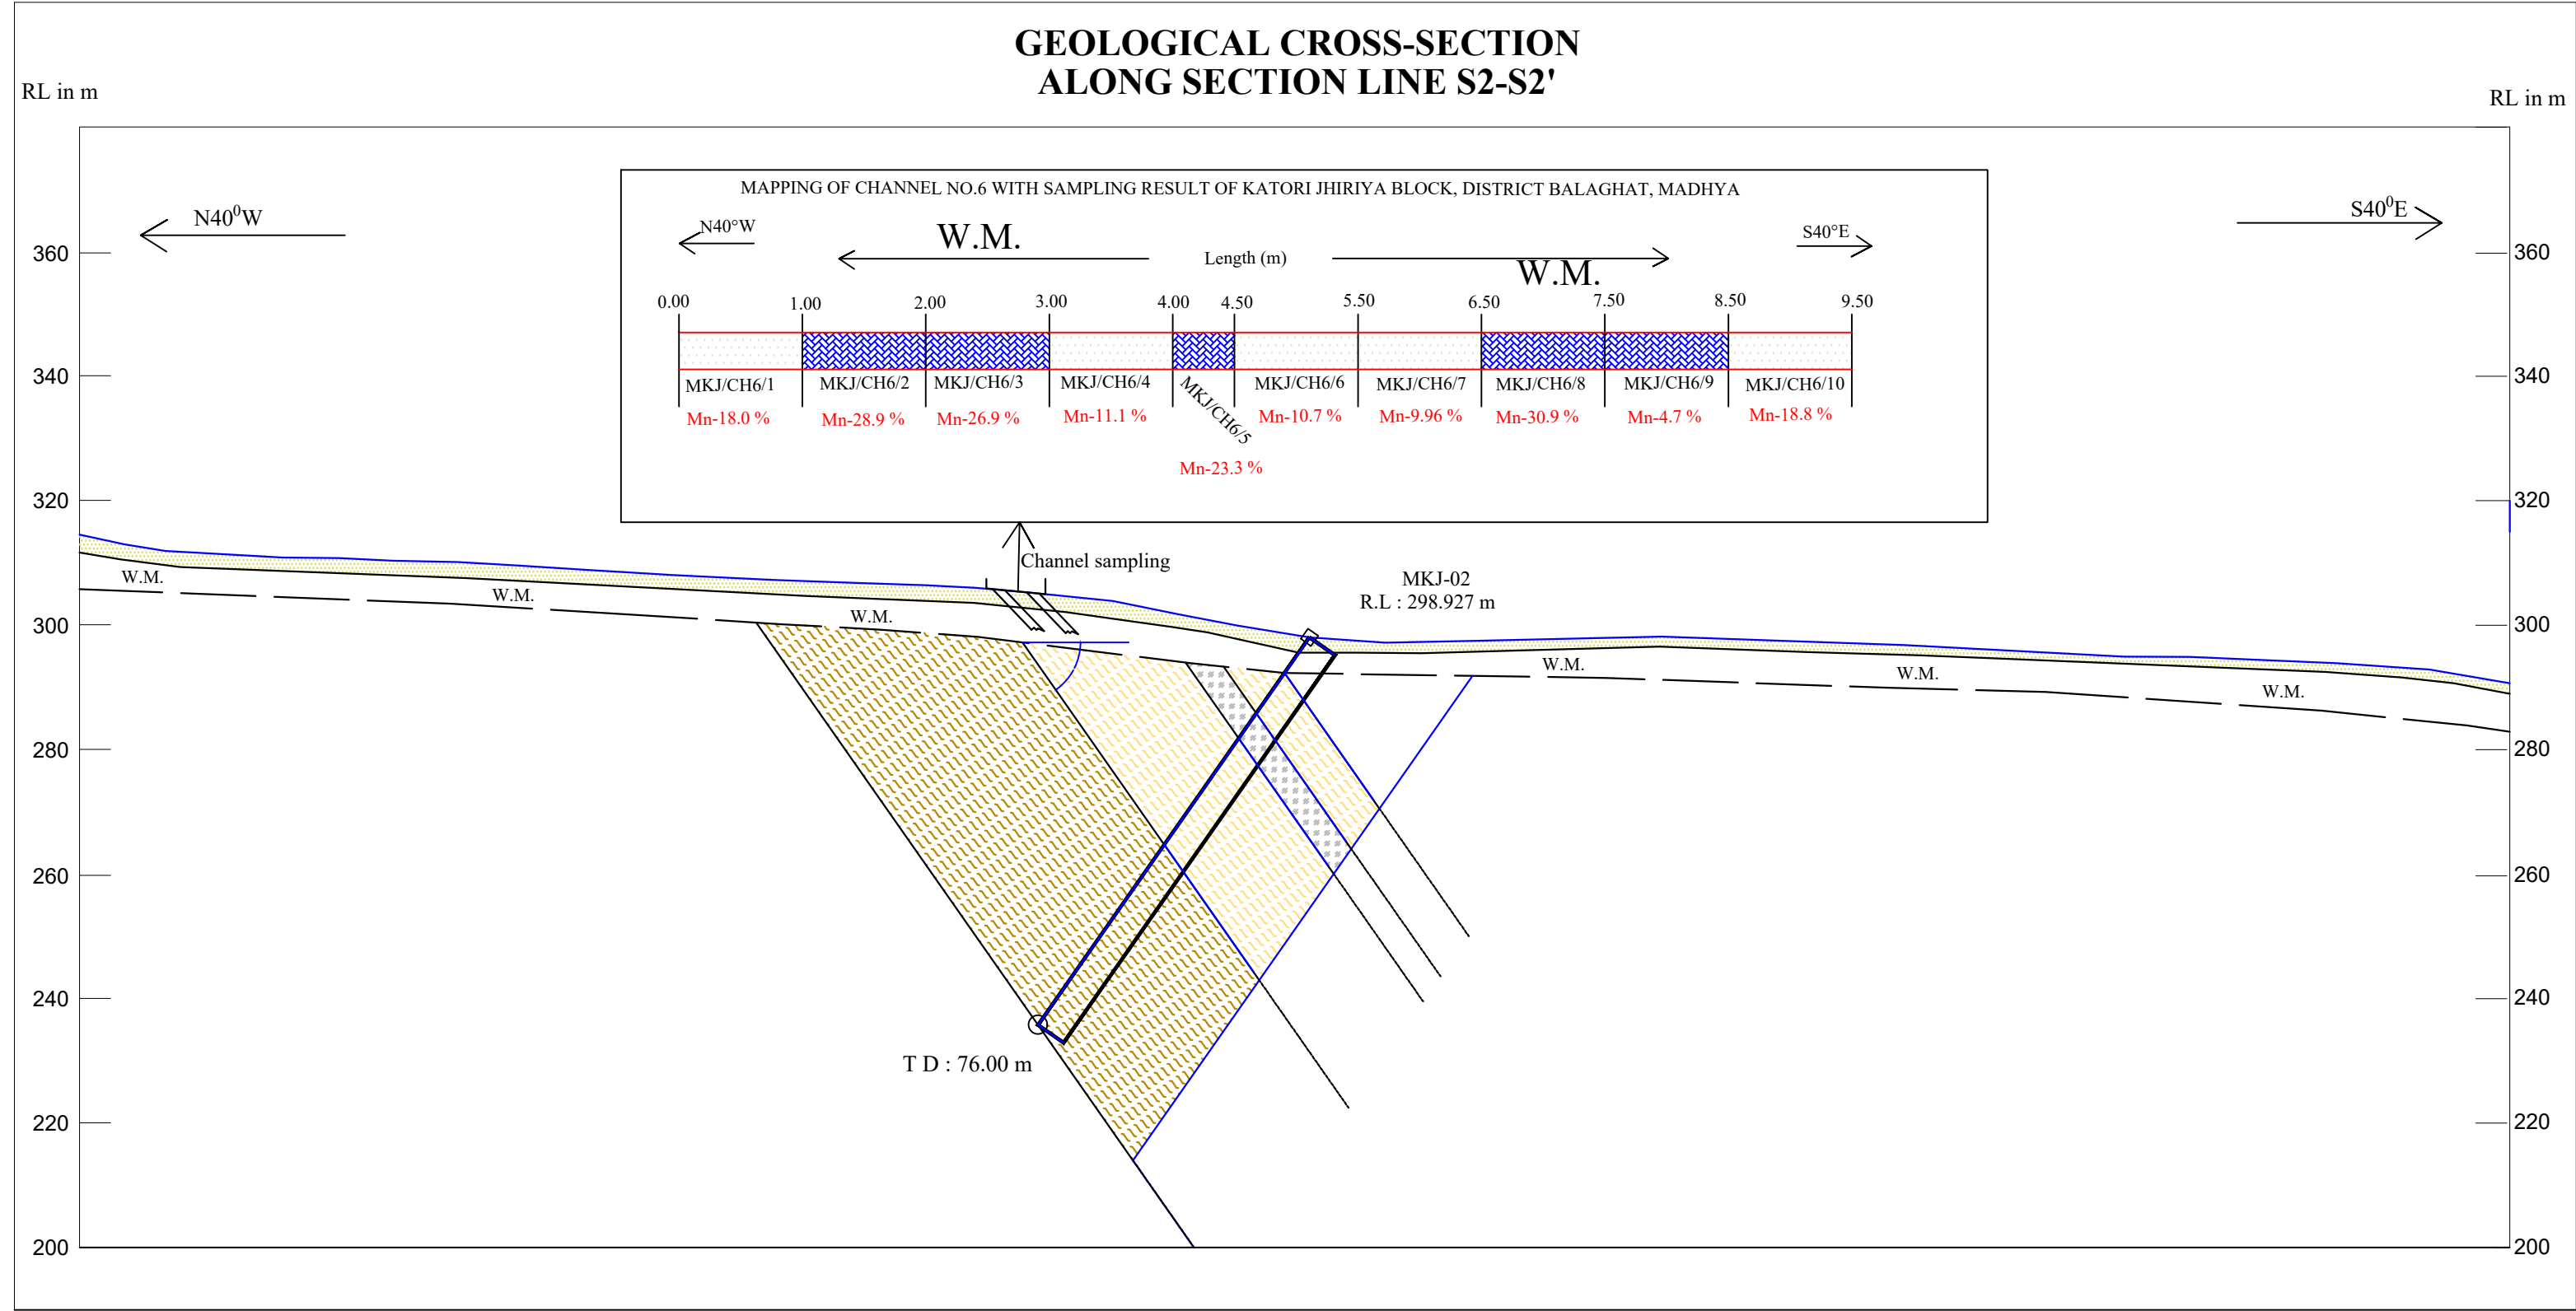 GEOLOGICAL CROSS-SECTION
ALONG SECTION LINE S2-S2'
RL in m
RL in m
MAPPING OF CHANNEL NO.6 WITH SAMPLING RESULT OF KATORI JHIRIYA BLOCK, DISTRICT BALAGHAT, MADHYA
N40⁰W
S40⁰E
N40°W
W.M.
Length (m)
S40°E
W.M.
0.00 1.00 2.00 3.00 4.00 4.50 5.50 6.50 7.50 8.50 9.50
MKJ/CH6/1 MKJ/CH6/2 MKJ/CH6/3 MKJ/CH6/4 MKJ/CH6/5 MKJ/CH6/6 MKJ/CH6/7 MKJ/CH6/8 MKJ/CH6/9 MKJ/CH6/10
Mn-18.0 % Mn-28.9 % Mn-26.9 % Mn-11.1 % Mn-10.7 % Mn-9.96 % Mn-30.9 % Mn-4.7 % Mn-18.8 %
Mn-23.3 %
360 360
340 340
320 320
Channel sampling
MKJ-02
R.L : 298.927 m
W.M.
W.M.
W.M.
300 300
W.M.
W.M.
W.M.
280 280
260 260
240 240
T D : 76.00 m
220 220
200 200